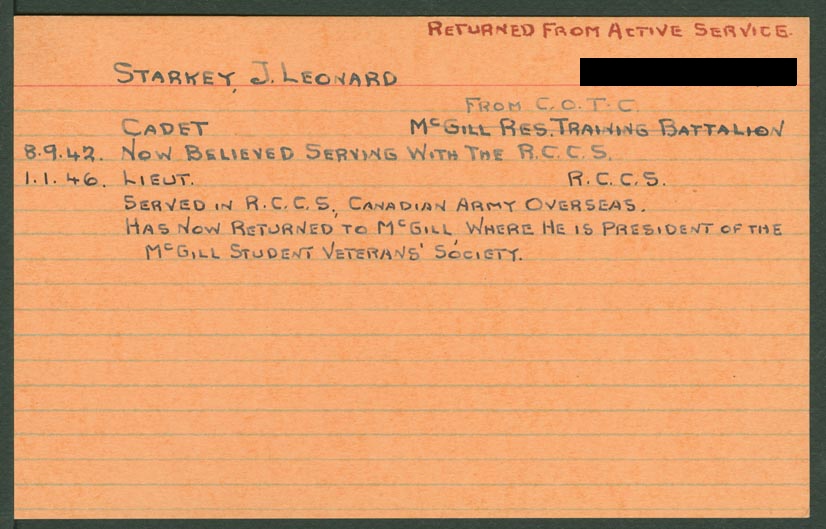 RETURNED FROM ACTIVE SERVICE.
STARKEY, J. LEONARD
FROM C.O.T.C.
CADET McGILL RES. TRAINING BATTALION
8.9.42. NOW BELIEVED SERVING WITH THE R.C.C.S.
1.1.46. LIEUT. R.C.C.S.
SERVED IN R.C.C.S., CANADIAN ARMY OVERSEAS.
HAS NOW RETURNED TO McGILL WHERE HE IS PRESIDENT OF THE
McGILL STUDENT VETERANS' SOCIETY.